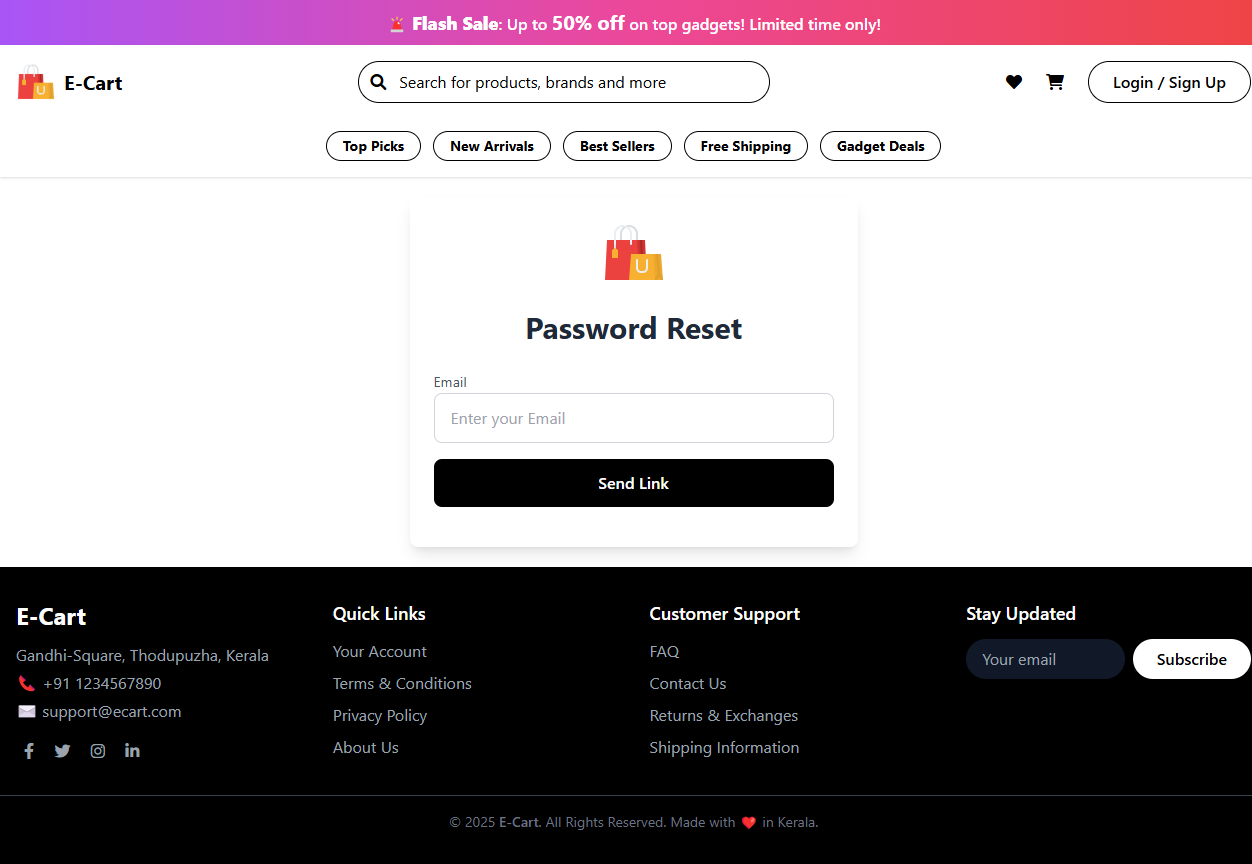 🚨 Flash Sale: Up to 50% off on top gadgets! Limited time only!
U E-Cart
Search for products, brands and more
Login / Sign Up
Top Picks New Arrivals Best Sellers Free Shipping Gadget Deals
U
Password Reset
Email
Enter your Email
Send Link
E-Cart
Gandhi-Square, Thodupuzha, Kerala
📞 +91 1234567890
✉️ support@ecart.com
Quick Links
Your Account
Terms & Conditions
Privacy Policy
About Us
Customer Support
FAQ
Contact Us
Returns & Exchanges
Shipping Information
Stay Updated
Your email Subscribe
© 2025 E-Cart. All Rights Reserved. Made with ❤️ in Kerala.